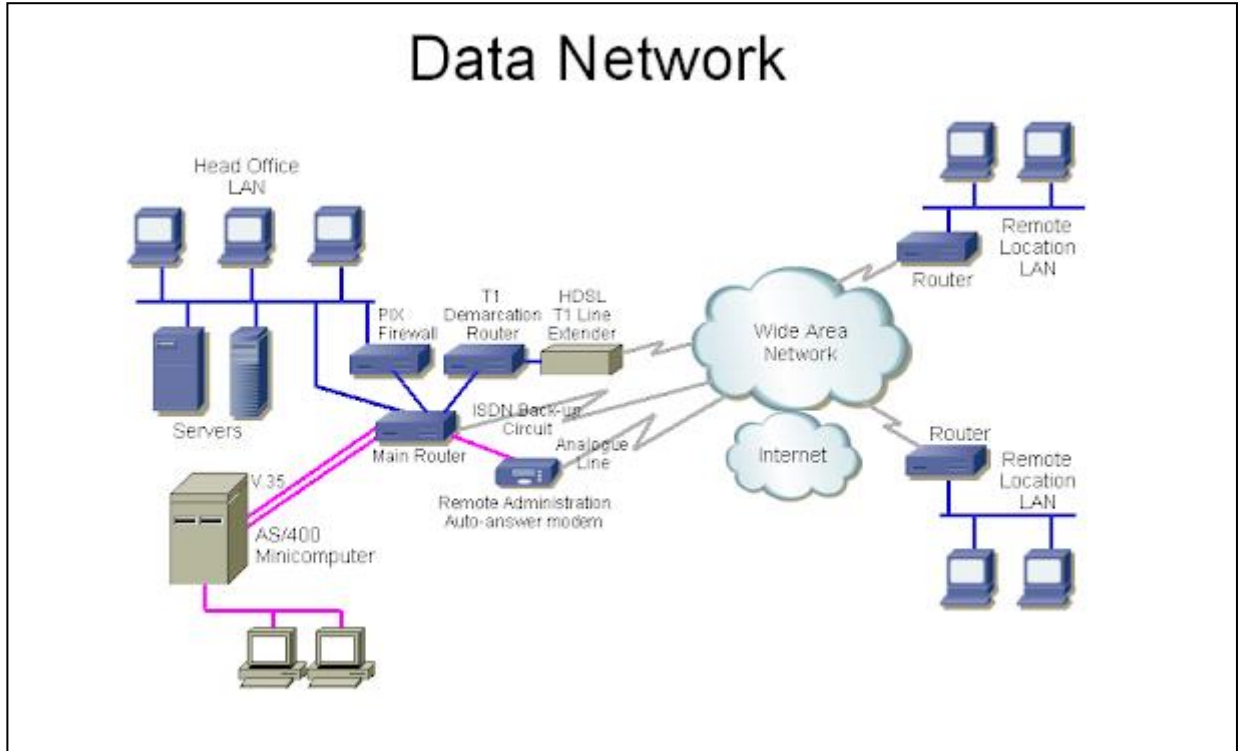 Data Network
Head Office
LAN
PIX
Firewall
T1
Demarcation
Router
HDSL
T1 Line
Extender
Servers
Main Router
ISDN Back-up
Circuit
Analogue
Line
Remote Administration
Auto-answer modem
V.35
AS/400
Minicomputer
Wide Area
Network
Internet
Router
Remote
Location
LAN
Router
Remote
Location
LAN